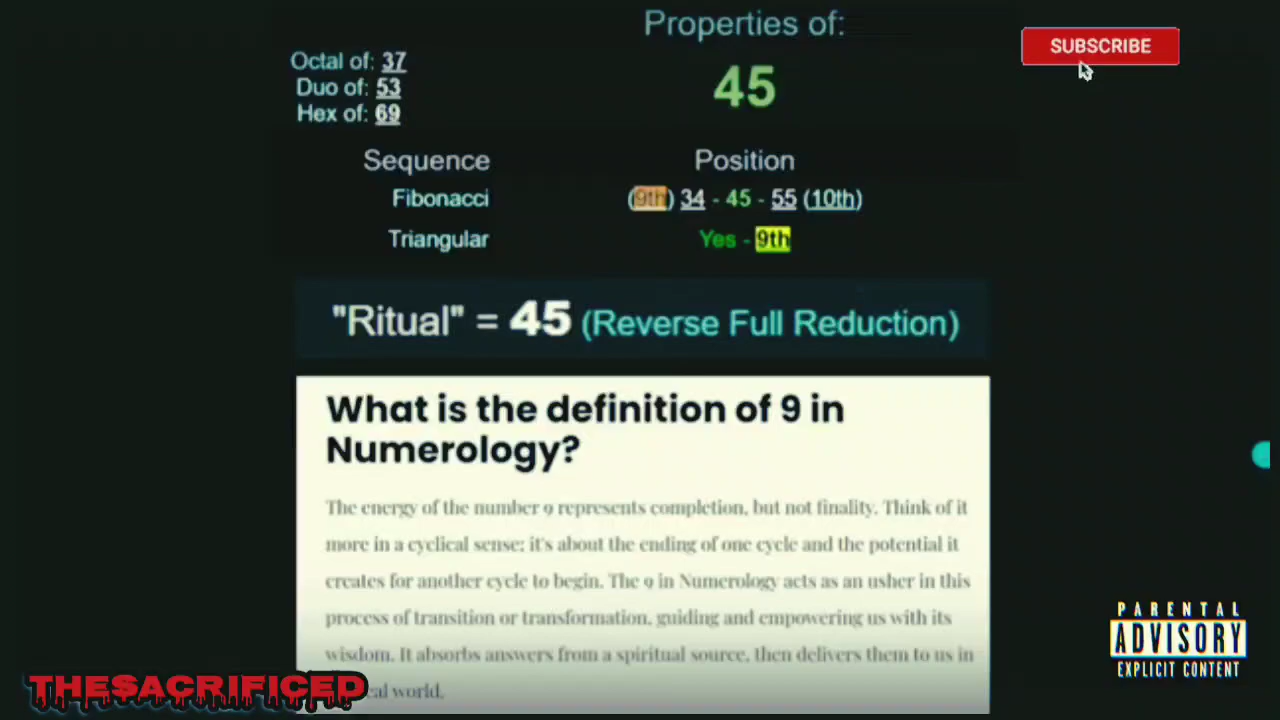 Properties of:
SUBSCRIBE
Octal of: 37
Duo of: 53
Hex of: 69
45
Sequence Position
Fibonacci (9th) 34 - 45 - 55 (10th)
Triangular Yes - 9th
"Ritual" = 45 (Reverse Full Reduction)
What is the definition of 9 in
Numerology?
The energy of the number 9 represents completion, but not finality. Think of it
more in a cyclical sense; it's about the ending of one cycle and the potential it
creates for another cycle to begin. The 9 in Numerology acts as an usher in this
process of transition or transformation, guiding and empowering us with its
wisdom. It absorbs answers from a spiritual source, then delivers them to us in
world.
THE$ACRIFICED
PARENTAL
ADVISORY
EXPLICIT CONTENT